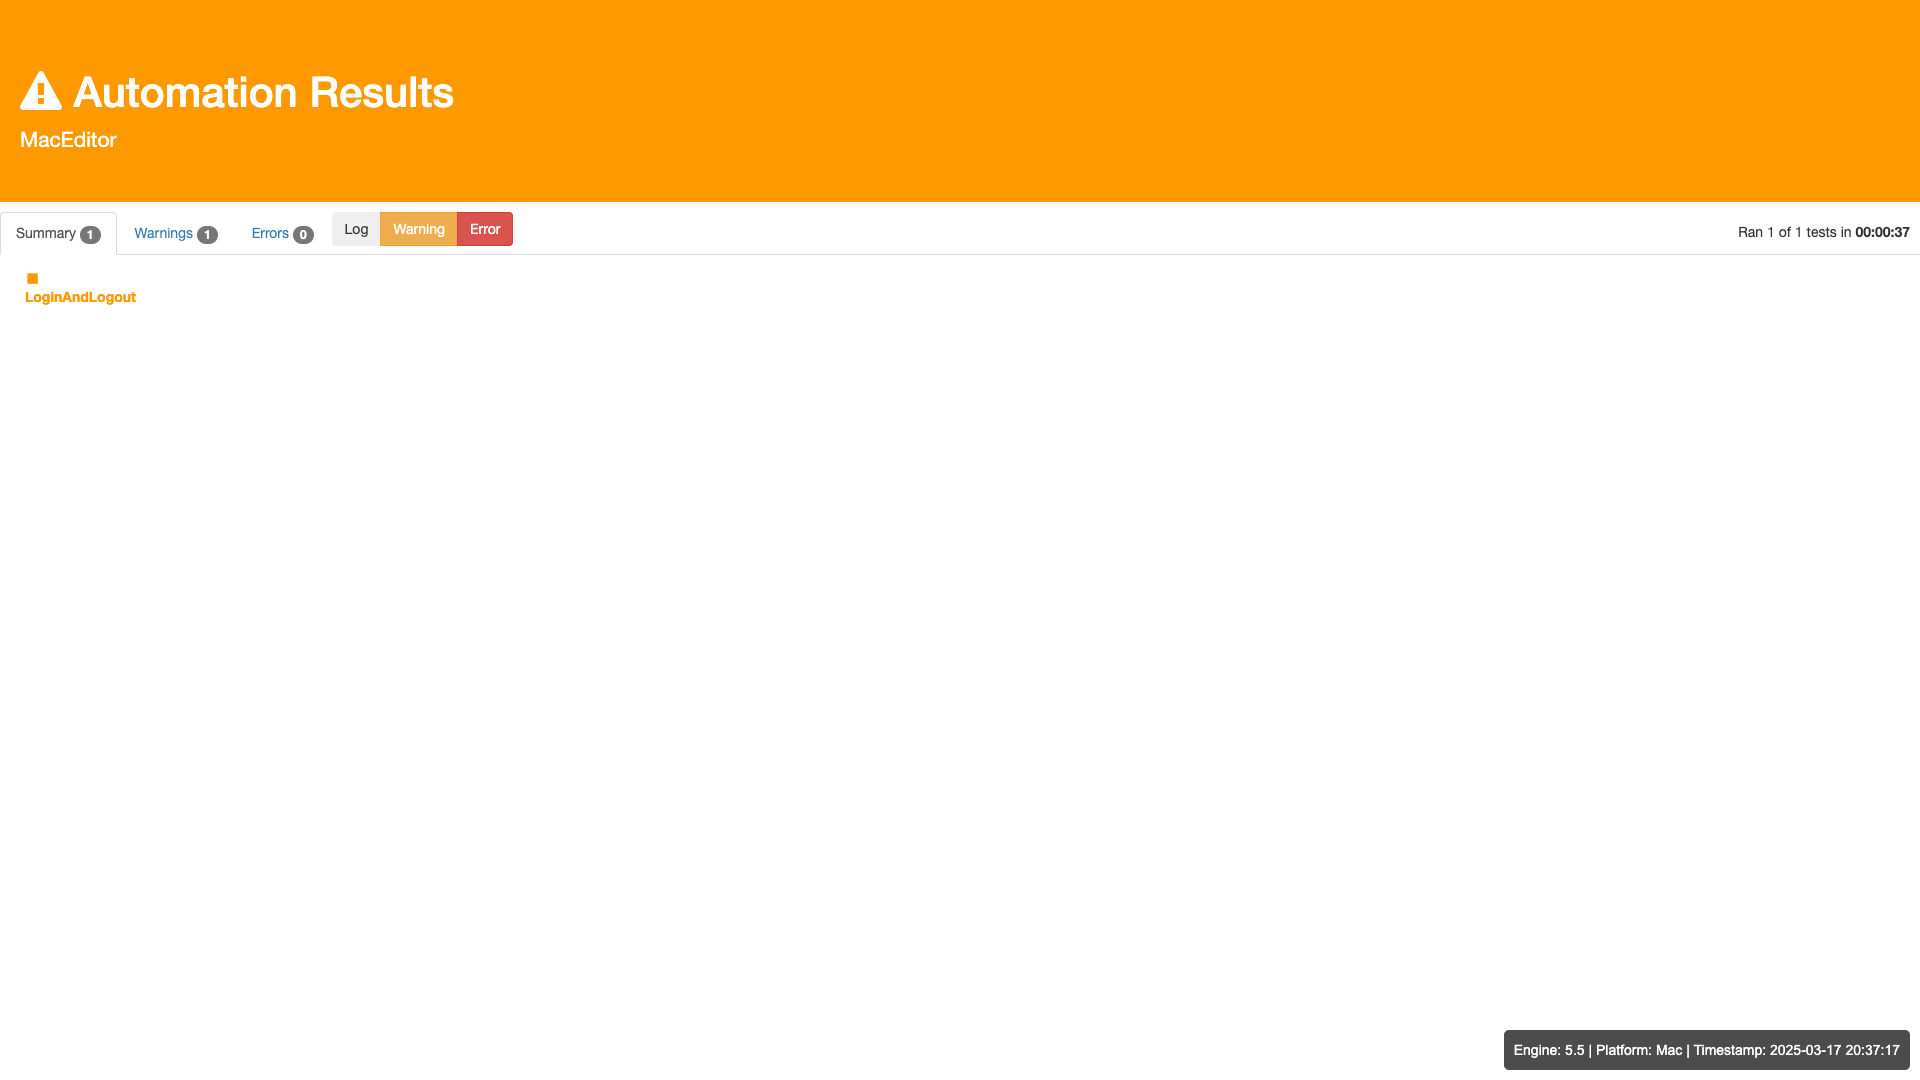 Automation Results
MacEditor
Summary 1 Warnings 1 Errors 0 Log Warning Error Ran 1 of 1 tests in 00:00:37
LoginAndLogout
Engine: 5.5 | Platform: Mac | Timestamp: 2025-03-17 20:37:17